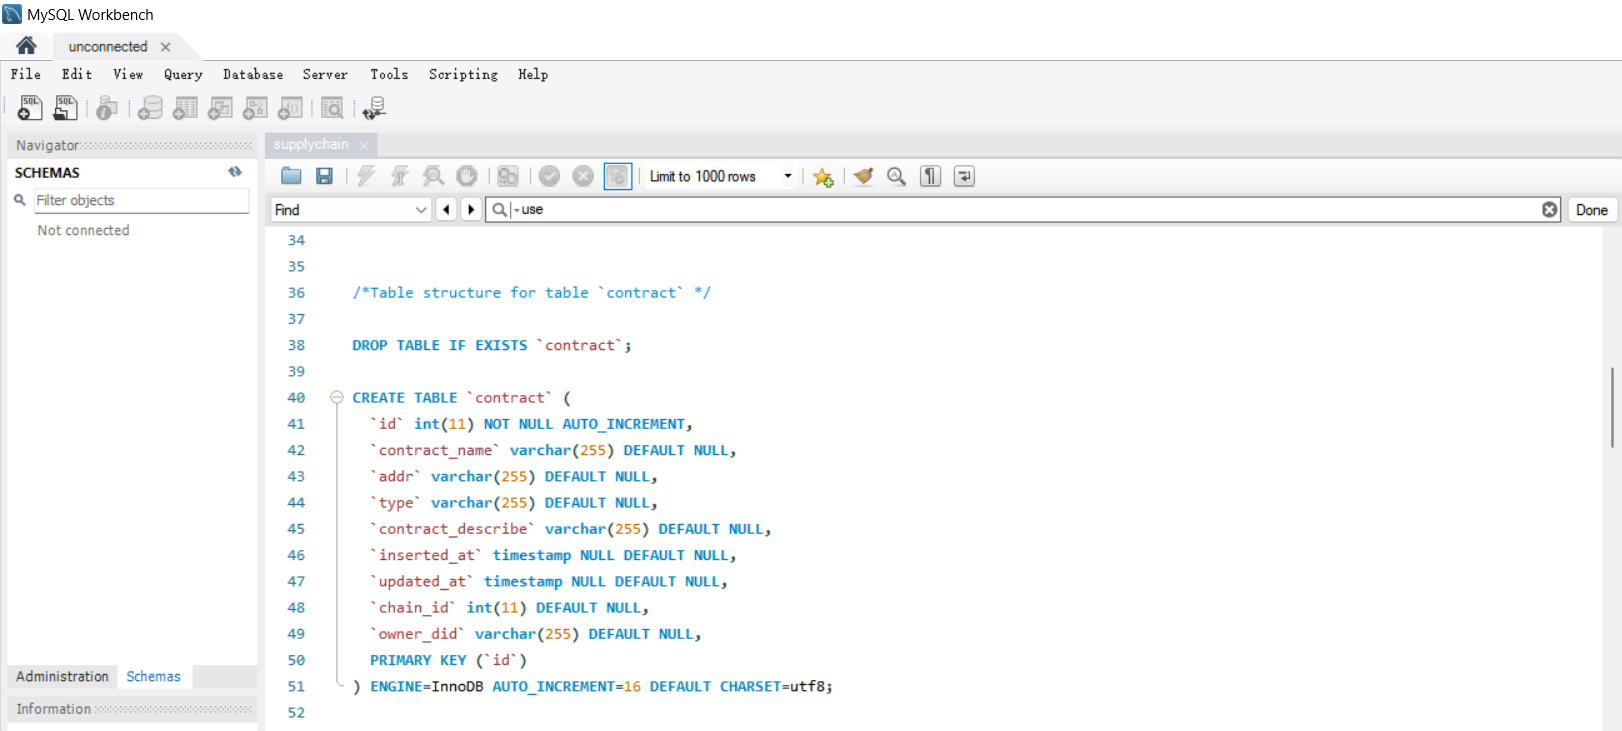 MySQL Workbench
unconnected
File Edit View Query Database Server Tools Scripting Help
SQL SQL
Navigator
supplychain
SCHEMAS
Limit to 1000 rows
Filter objects
Find
use
Done
Not connected
34
35
36 /*Table structure for table `contract` */
37
38 DROP TABLE IF EXISTS `contract`;
39
40 CREATE TABLE `contract` (
41 `id` int(11) NOT NULL AUTO_INCREMENT,
42 `contract_name` varchar(255) DEFAULT NULL,
43 `addr` varchar(255) DEFAULT NULL,
44 `type` varchar(255) DEFAULT NULL,
45 `contract_describe` varchar(255) DEFAULT NULL,
46 `inserted_at` timestamp NULL DEFAULT NULL,
47 `updated_at` timestamp NULL DEFAULT NULL,
48 `chain_id` int(11) DEFAULT NULL,
49 `owner_did` varchar(255) DEFAULT NULL,
50 PRIMARY KEY (`id`)
51 ) ENGINE=InnoDB AUTO_INCREMENT=16 DEFAULT CHARSET=utf8;
52
Administration Schemas
Information